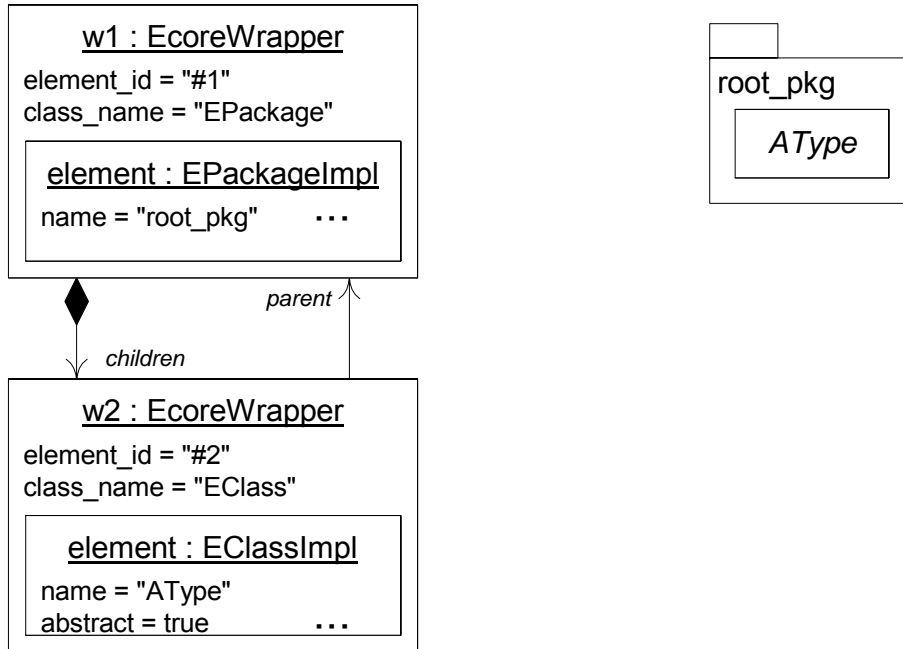 w1 : EcoreWrapper
element_id = "#1"
class_name = "EPackage"
element : EPackageImpl
name = "root_pkg" ...
parent
children
w2 : EcoreWrapper
element_id = "#2"
class_name = "EClass"
element : EClassImpl
name = "AType"
abstract = true ...
root_pkg
AType